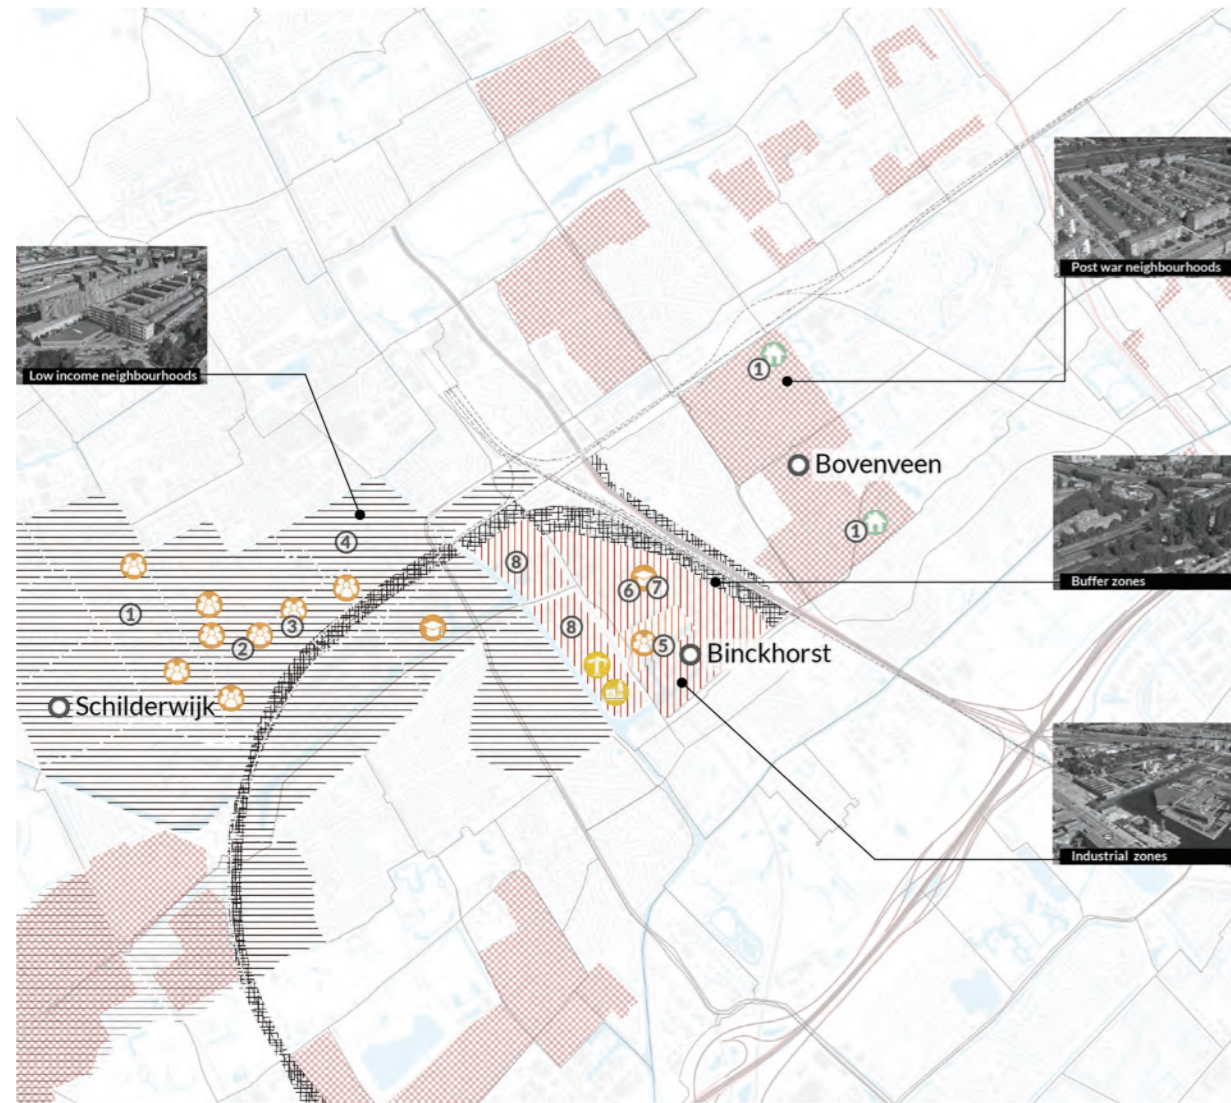 Post war neighbourhoods
Low income neighbourhoods
1
Bovenveen
1
Buffer zones
4
8
6
7
1
3
8
2
5
Binckhorst
Schilderwijk
Industrial zones